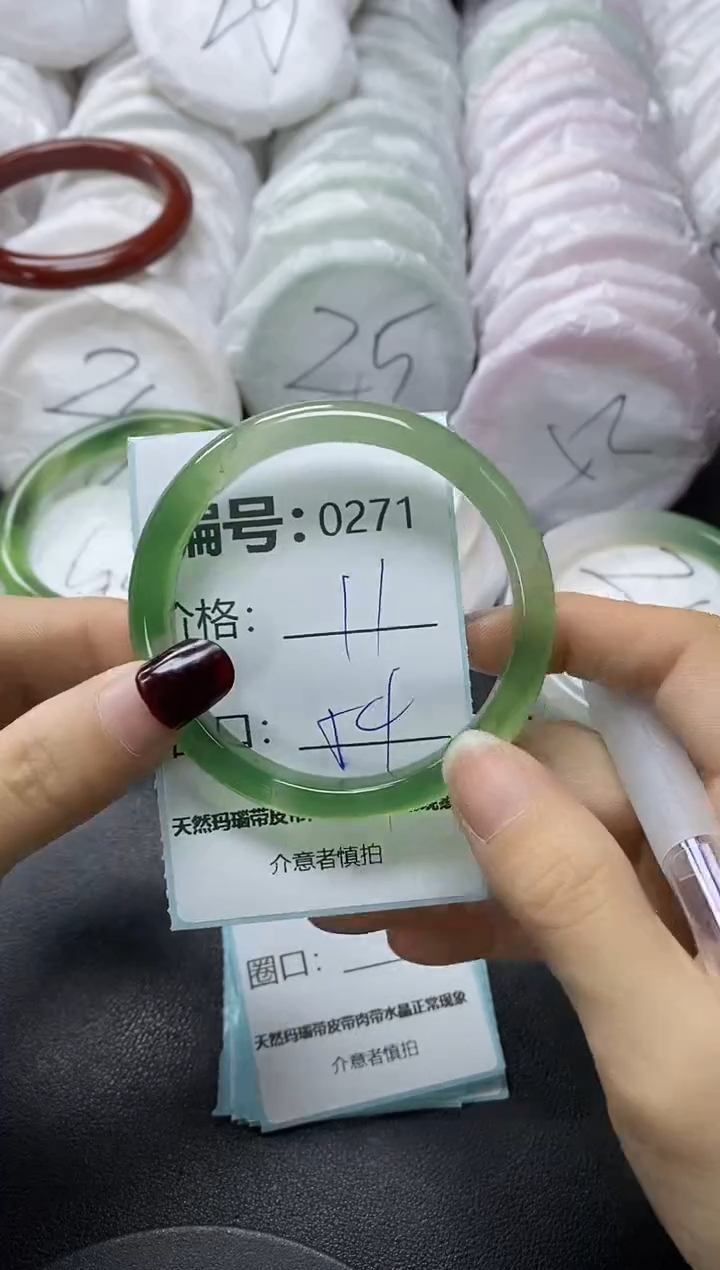 25
52
编号：0271
价格： 11
口： 54
天然玛瑙带皮带
介意者慎拍
圈口：
天然玛瑙带皮带肉带水晶正常现象
介意者慎拍